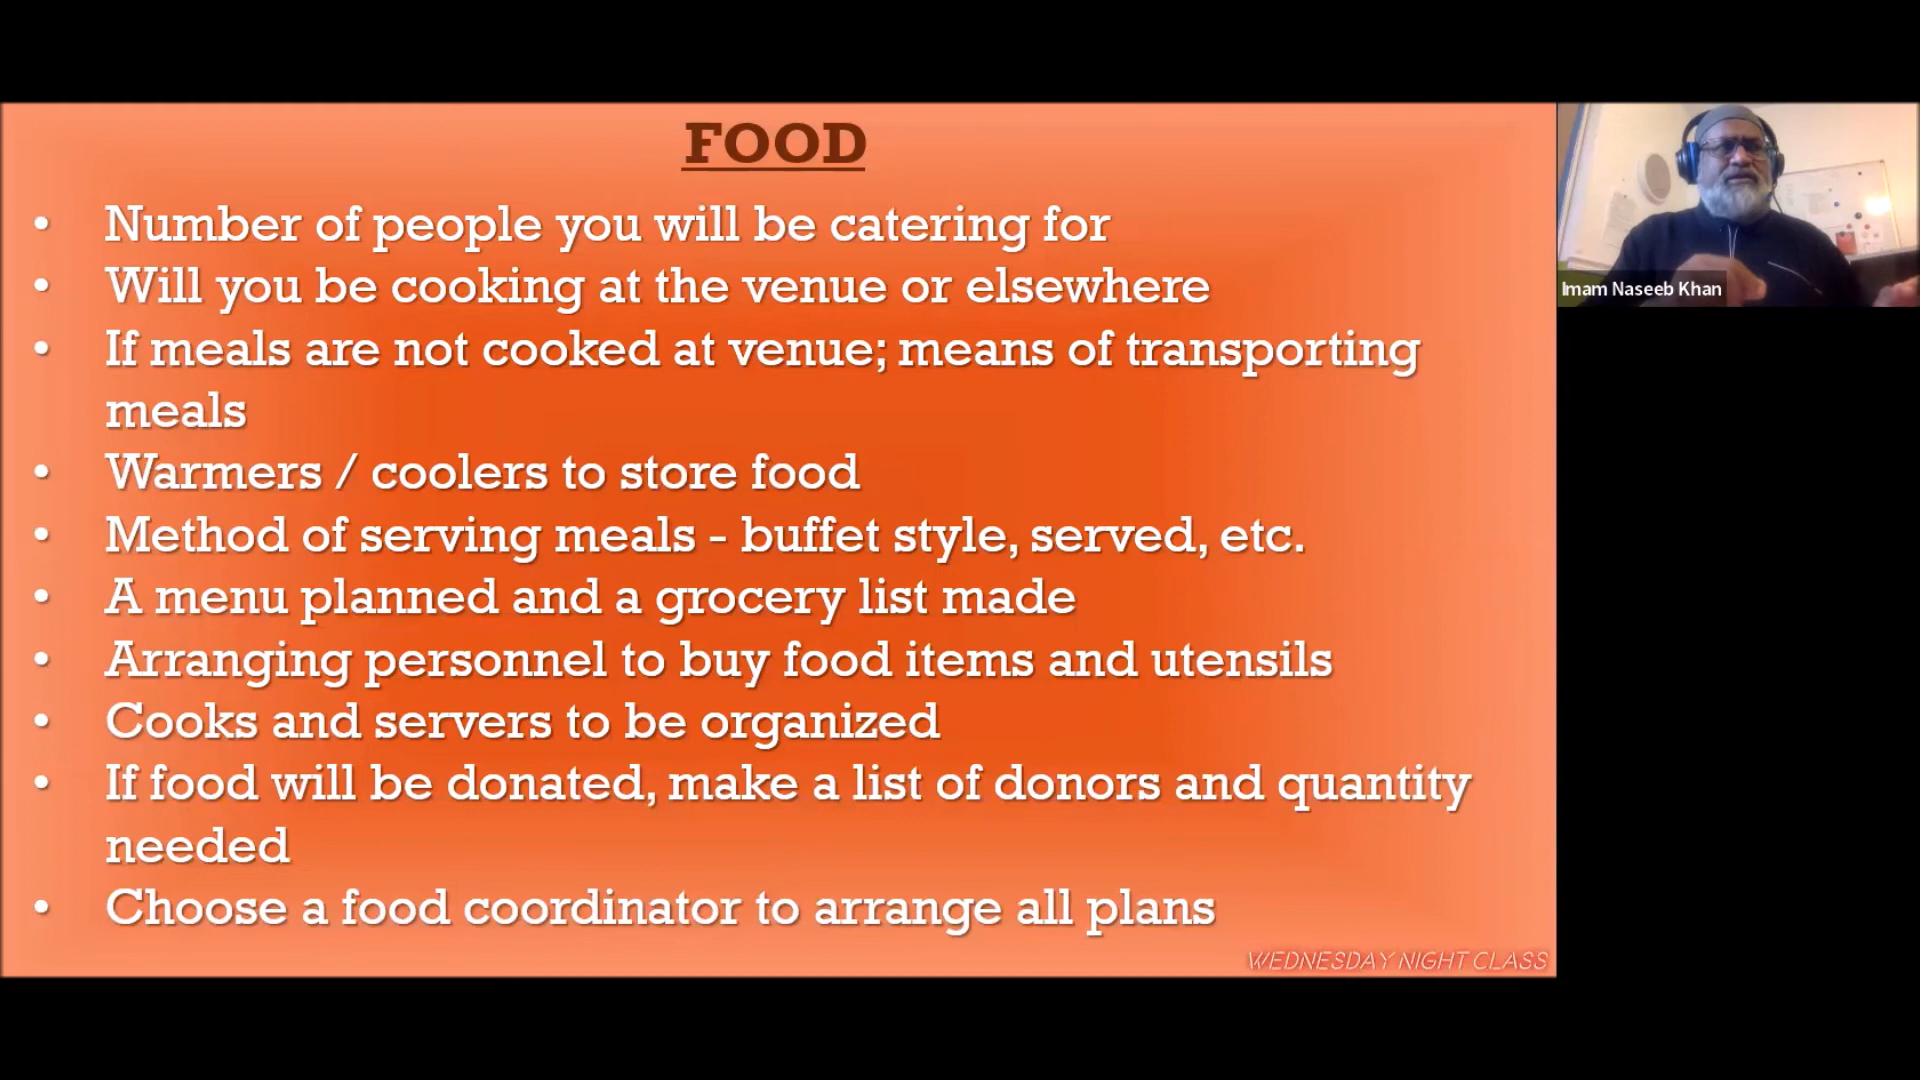 FOOD
• Number of people you will be catering for
• Will you be cooking at the venue or elsewhere
• If meals are not cooked at venue; means of transporting
meals
• Warmers / coolers to store food
• Method of serving meals - buffet style, served, etc.
• A menu planned and a grocery list made
• Arranging personnel to buy food items and utensils
• Cooks and servers to be organized
• If food will be donated, make a list of donors and quantity
needed
• Choose a food coordinator to arrange all plans
WEDNESDAY NIGHT CLASS
Imam Naseeb Khan